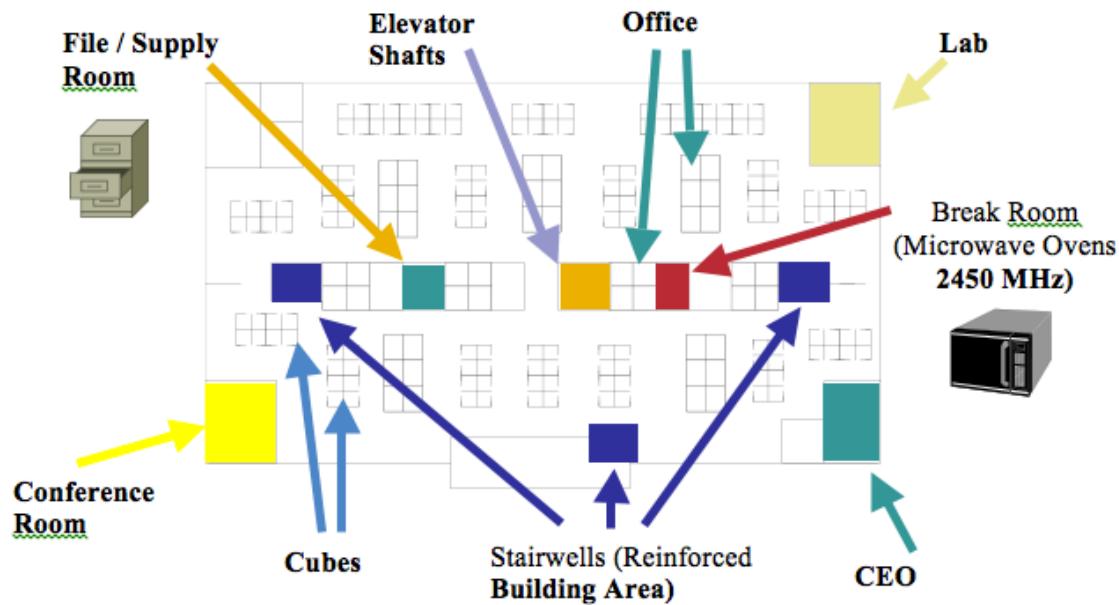 File / Supply
Room
Elevator
Shafts
Office
Lab
Break Room
(Microwave Ovens
2450 MHz)
Conference
Room
Cubes
Stairwells (Reinforced
Building Area)
CEO